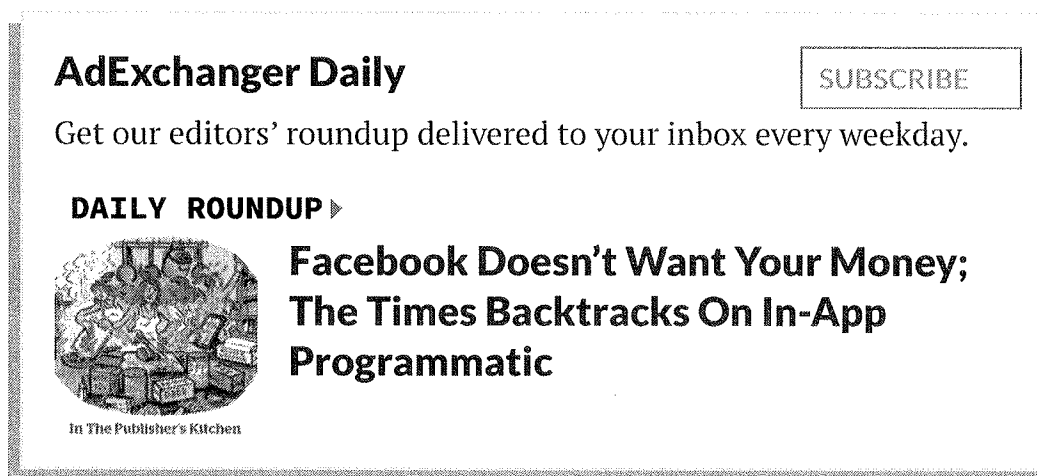 AdExchanger Daily
SUBSCRIBE
Get our editors’ roundup delivered to your inbox every weekday.
DAILY ROUNDUP
Facebook Doesn’t Want Your Money;
The Times Backtracks On In-App
Programmatic
In The Publisher's Kitchen